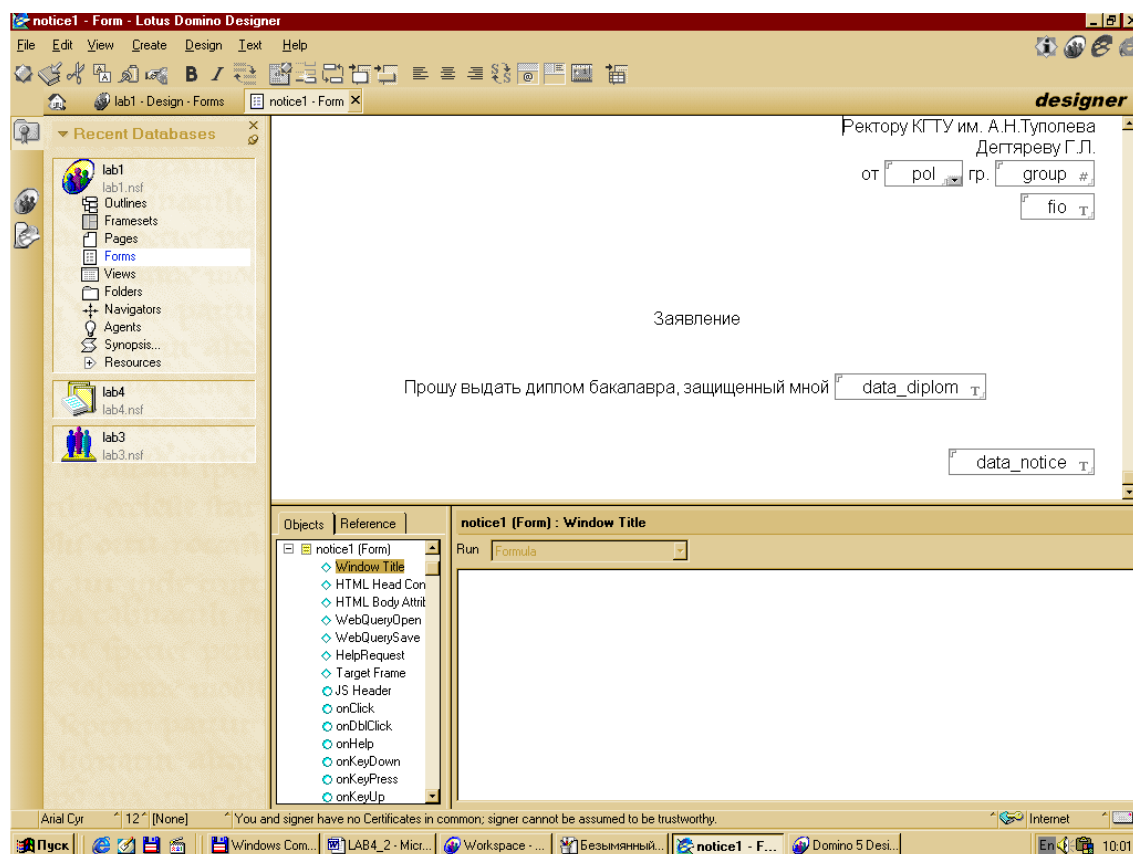 notice1 - Form - Lotus Domino Designer
File Edit View Create Design Text Help
lab1 - Design - Forms notice1 - Form designer
Recent Databases
lab1
lab1.nsf
Outlines
Framesets
Pages
Forms
Views
Folders
Navigators
Agents
Synopsis...
Resources
lab4
lab4.nsf
lab3
lab3.nsf
Ректору КГТУ им. А.Н.Туполева
Дегтяреву Г.Л.
от pol гр. group #
fio T
Заявление
Прошу выдать диплом бакалавра, защищенный мной data_diplom T
data_notice T
Objects Reference
notice1 (Form)
Window Title
HTML Head Con
HTML Body Attrib
WebQueryOpen
WebQuerySave
HelpRequest
Target Frame
JS Header
onClick
onDblClick
onHelp
onKeyDown
onKeyPress
onKeyUp
notice1 (Form) : Window Title
Run Formula
Arial Cyr 12 [None] You and signer have no Certificates in common; signer cannot be assumed to be trustworthy. Internet
Пуск Windows Com... LAB4_2 - Micr... Workspace - ... Безымянный... notice1 - F... Domino 5 Desi... En 10:01